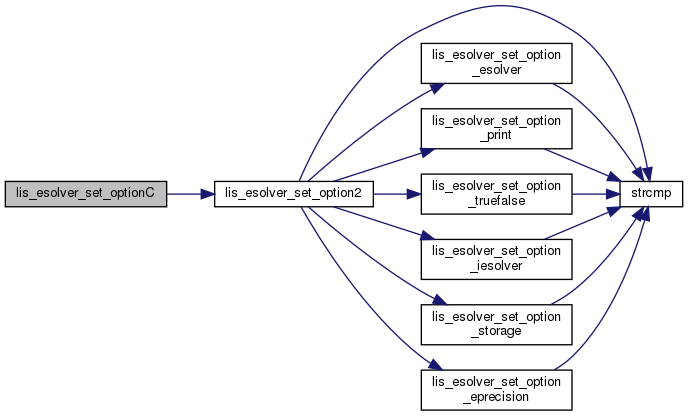 lis_esolver_set_optionC
lis_esolver_set_option2
lis_esolver_set_option
_esolver
lis_esolver_set_option
_print
lis_esolver_set_option
_truefalse
lis_esolver_set_option
_iesolver
lis_esolver_set_option
_storage
lis_esolver_set_option
_eprecision
strcmp